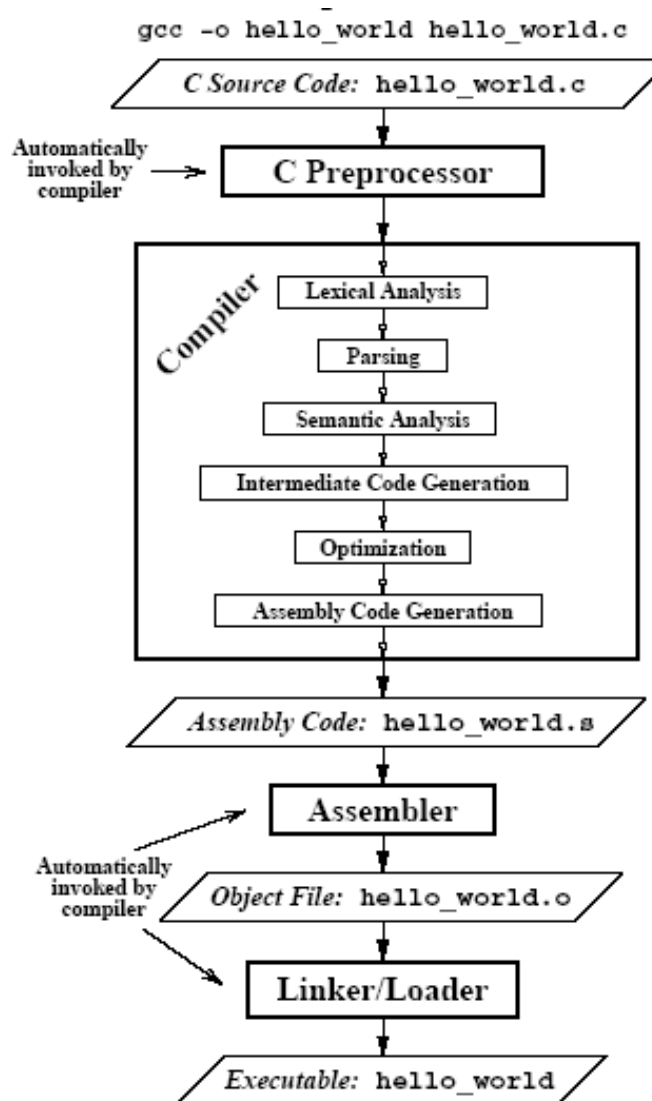 gcc -o hello_world hello_world.c
C Source Code: hello_world.c
Automatically
invoked by
compiler
C Preprocessor
Compiler
Lexical Analysis
Parsing
Semantic Analysis
Intermediate Code Generation
Optimization
Assembly Code Generation
Assembly Code: hello_world.s
Assembler
Automatically
invoked by
compiler
Object File: hello_world.o
Linker/Loader
Executable: hello_world